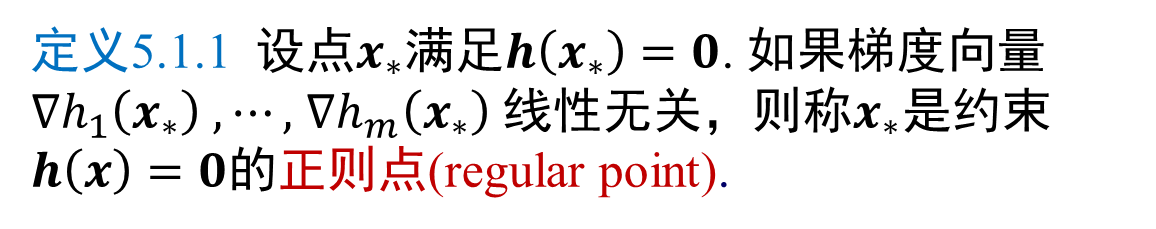 定义5.1.1 设点𝒙∗满足𝒉(𝒙∗) = 𝟎. 如果梯度向量
∇ℎ₁(𝒙∗) , ⋯ , ∇ℎₘ(𝒙∗) 线性无关，则称𝒙∗是约束
𝒉(𝒙) = 𝟎的正则点(regular point).